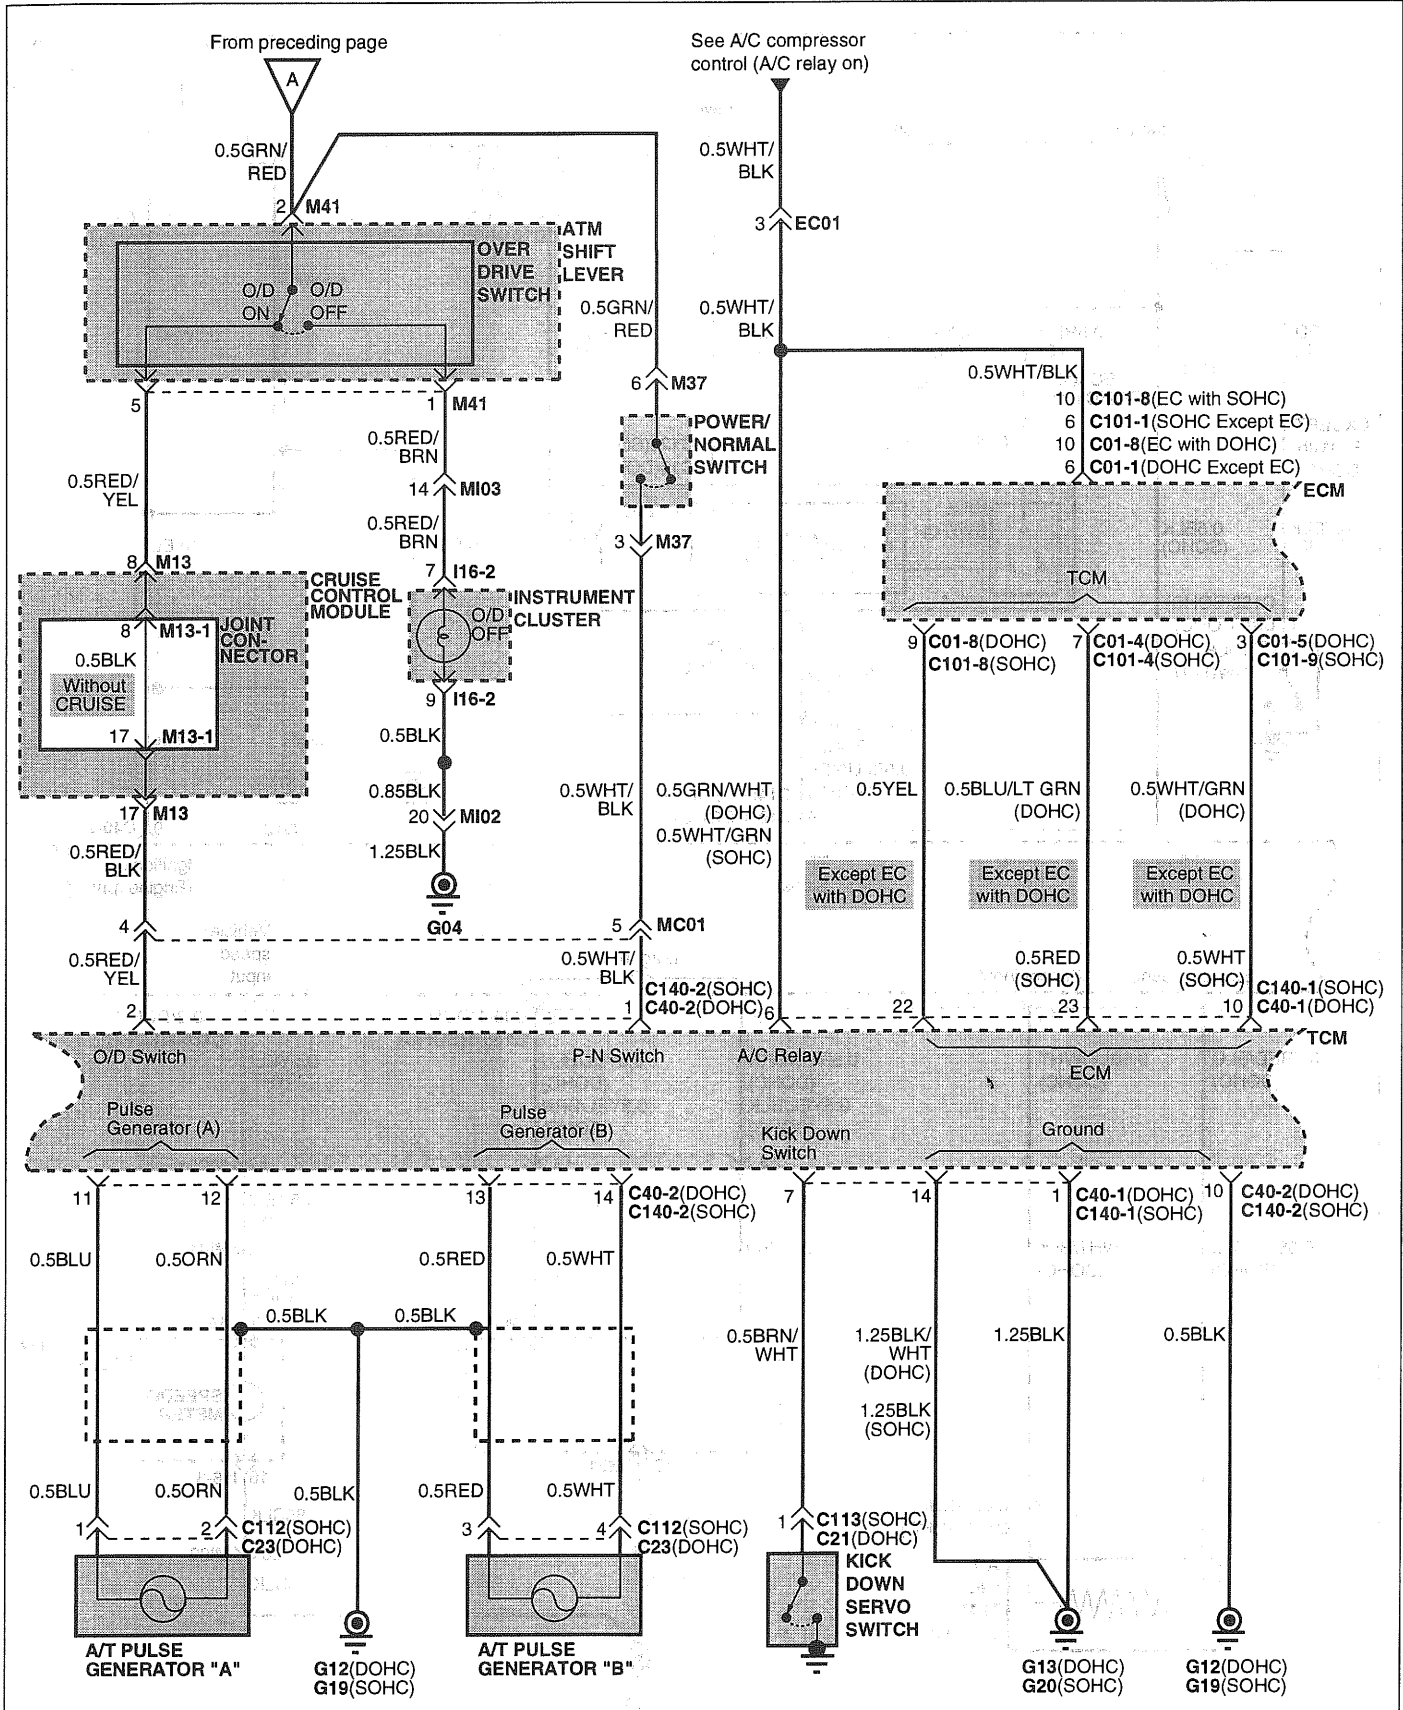 From preceding page
A
See A/C compressor
control (A/C relay on)
0.5GRN/
RED
0.5WHT/
BLK
2 M41
3 EC01
ATM
SHIFT
LEVER
OVER
DRIVE
SWITCH
O/D
ON
O/D
OFF
0.5GRN/
RED
0.5WHT/
BLK
5
1 M41
6 M37
0.5WHT/BLK
10 C101-8(EC with SOHC)
6 C101-1(SOHC Except EC)
10 C01-8(EC with DOHC)
6 C01-1(DOHC Except EC)
0.5RED/
BRN
POWER/
NORMAL
SWITCH
0.5RED/
YEL
14 MI03
ECM
0.5RED/
BRN
3 M37
8 M13
7 I16-2
TCM
CRUISE
CONTROL
MODULE
O/D
OFF
INSTRUMENT
CLUSTER
8 M13-1
JOINT
CON-
NECTOR
0.5BLK
Without
CRUISE
17 M13-1
9 C01-8(DOHC)
C101-8(SOHC)
7 C01-4(DOHC)
C101-4(SOHC)
3 C01-5(DOHC)
C101-9(SOHC)
9 I16-2
0.5BLK
0.85BLK
0.5WHT/
BLK
0.5GRN/WHT
(DOHC)
0.5WHT/GRN
(SOHC)
0.5YEL
0.5BLU/LT GRN
(DOHC)
0.5WHT/GRN
(DOHC)
17 M13
20 MI02
0.5RED/
BLK
1.25BLK
Except EC
with DOHC
Except EC
with DOHC
Except EC
with DOHC
G04
4
5 MC01
0.5RED/
YEL
0.5WHT/
BLK
0.5RED
(SOHC)
0.5WHT
(SOHC)
C140-2(SOHC)
C40-2(DOHC)
C140-1(SOHC)
C40-1(DOHC)
2
1
6
22
23
10
TCM
O/D Switch
P-N Switch
A/C Relay
ECM
Pulse
Generator (A)
Pulse
Generator (B)
Kick Down
Switch
Ground
11
12
13
14 C40-2(DOHC)
C140-2(SOHC)
7
14
1 C40-1(DOHC)
C140-1(SOHC)
10 C40-2(DOHC)
C140-2(SOHC)
0.5BLU
0.5ORN
0.5RED
0.5WHT
0.5BLK
0.5BLK
0.5BRN/
WHT
1.25BLK/
WHT
(DOHC)
1.25BLK
(SOHC)
1.25BLK
0.5BLK
0.5BLU
0.5ORN
0.5BLK
0.5RED
0.5WHT
1
2 C112(SOHC)
C23(DOHC)
3
4 C112(SOHC)
C23(DOHC)
1 C113(SOHC)
C21(DOHC)
KICK
DOWN
SERVO
SWITCH
A/T PULSE
GENERATOR "A"
G12(DOHC)
G19(SOHC)
A/T PULSE
GENERATOR "B"
G13(DOHC)
G20(SOHC)
G12(DOHC)
G19(SOHC)